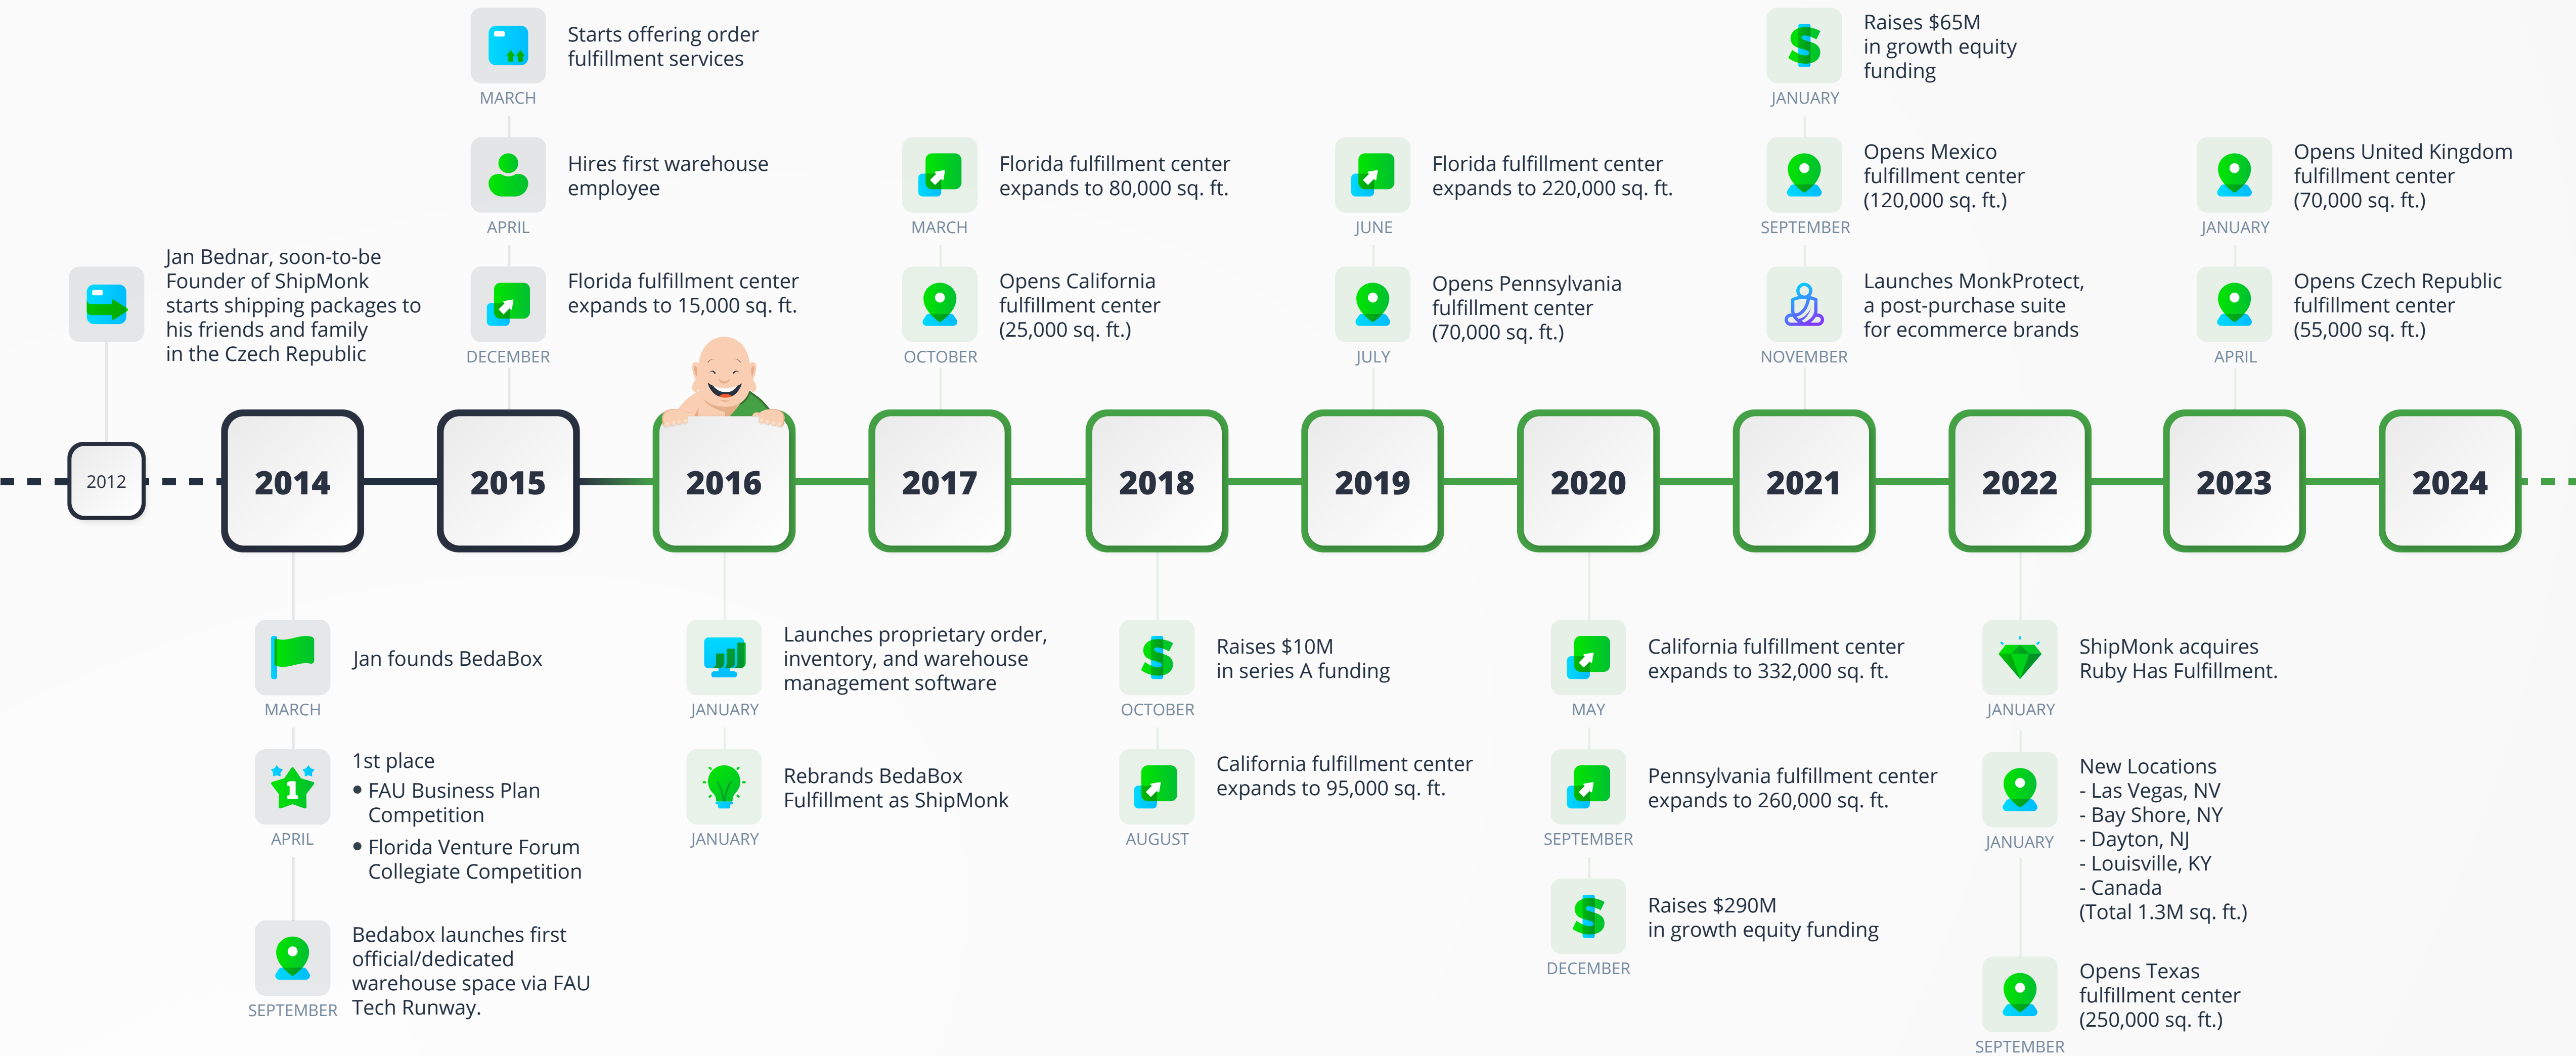 Jan Bednar, soon-to-be
Founder of ShipMonk
starts shipping packages to
his friends and family
in the Czech Republic
2012
2014
MARCH
Jan founds BedaBox
APRIL
1st place
• FAU Business Plan
Competition
• Florida Venture Forum
Collegiate Competition
SEPTEMBER
Bedabox launches first
official/dedicated
warehouse space via FAU
Tech Runway.
Starts offering order
fulfillment services
MARCH
Hires first warehouse
employee
APRIL
Florida fulfillment center
expands to 15,000 sq. ft.
DECEMBER
2015
2016
Launches proprietary order,
inventory, and warehouse
management software
JANUARY
Rebrands BedaBox
Fulfillment as ShipMonk
JANUARY
Florida fulfillment center
expands to 80,000 sq. ft.
MARCH
Opens California
fulfillment center
(25,000 sq. ft.)
OCTOBER
2017
2018
Raises $10M
in series A funding
OCTOBER
California fulfillment center
expands to 95,000 sq. ft.
AUGUST
Florida fulfillment center
expands to 220,000 sq. ft.
JUNE
Opens Pennsylvania
fulfillment center
(70,000 sq. ft.)
JULY
2019
2020
California fulfillment center
expands to 332,000 sq. ft.
MAY
Pennsylvania fulfillment center
expands to 260,000 sq. ft.
SEPTEMBER
Raises $290M
in growth equity funding
DECEMBER
Raises $65M
in growth equity
funding
JANUARY
Opens Mexico
fulfillment center
(120,000 sq. ft.)
SEPTEMBER
Launches MonkProtect,
a post-purchase suite
for ecommerce brands
NOVEMBER
2021
2022
ShipMonk acquires
Ruby Has Fulfillment.
JANUARY
New Locations
- Las Vegas, NV
- Bay Shore, NY
- Dayton, NJ
- Louisville, KY
- Canada
(Total 1.3M sq. ft.)
JANUARY
Opens Texas
fulfillment center
(250,000 sq. ft.)
SEPTEMBER
Opens United Kingdom
fulfillment center
(70,000 sq. ft.)
JANUARY
Opens Czech Republic
fulfillment center
(55,000 sq. ft.)
APRIL
2023
2024
1